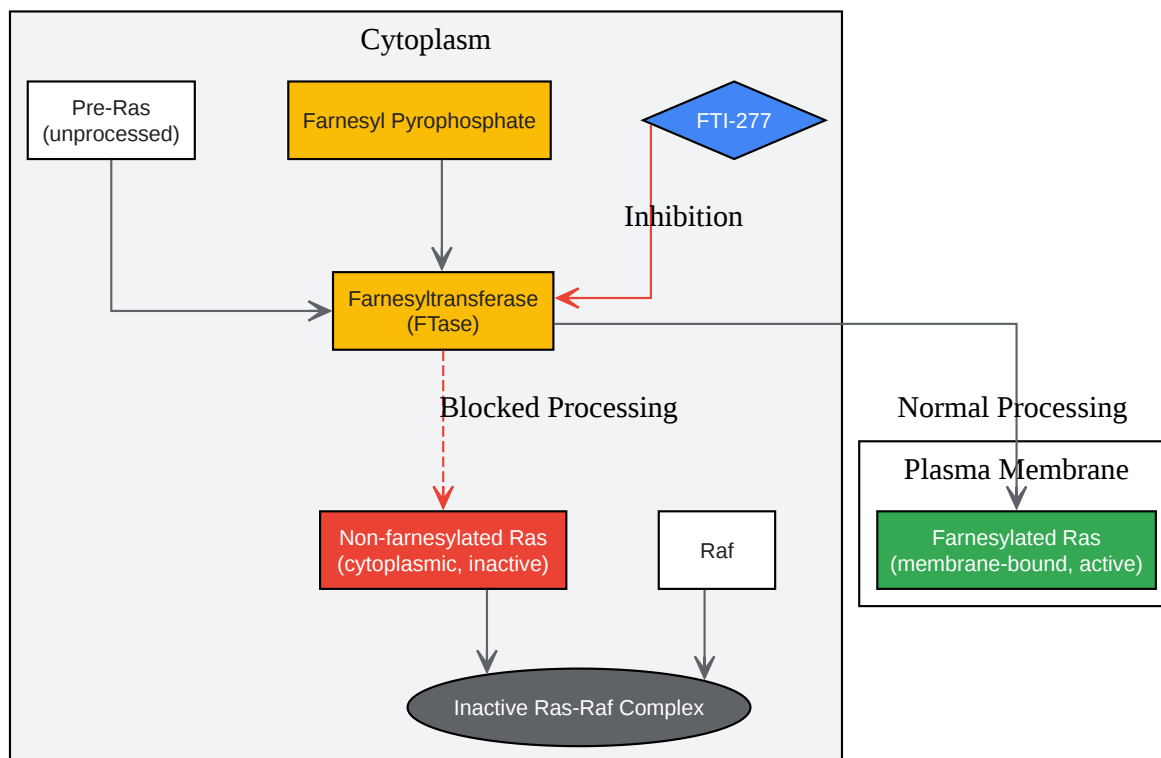 Cytoplasm
Pre-Ras
(unprocessed)
Farnesyl Pyrophosphate
FTI-277
Inhibition
Farnesyltransferase
(FTase)
Blocked Processing
Normal Processing
Plasma Membrane
Non-farnesylated Ras
(cytoplasmic, inactive)
Raf
Farnesylated Ras
(membrane-bound, active)
Inactive Ras-Raf Complex